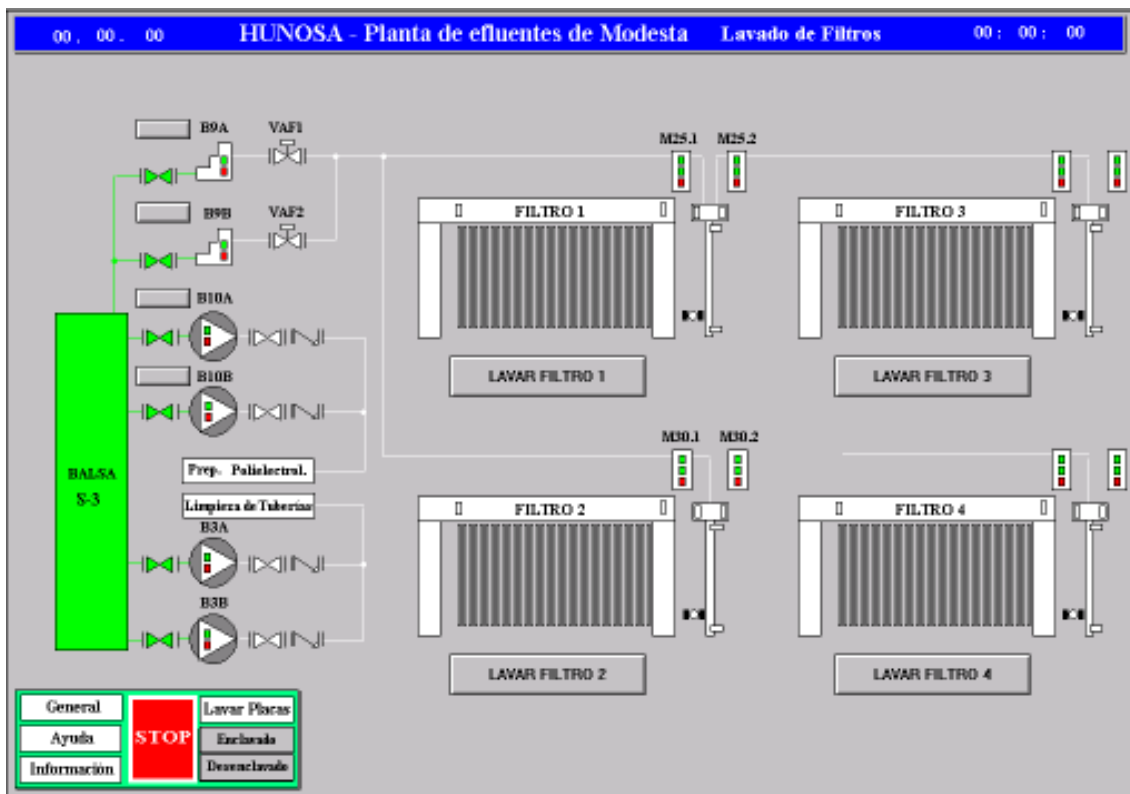 00. 00. 00 HUNOSA - Planta de efluentes de Modesta Lavado de Filtros 00: 00: 00
B9A VAF1
M25.1 M25.2
B9B VAF2
FILTRO 1
FILTRO 3
B10A
B10B
LAVAR FILTRO 1
LAVAR FILTRO 3
M30.1 M30.2
Prep. Polielectrol.
BALSA
S-3
Limpieza de Tuberías
FILTRO 2
FILTRO 4
B3A
B3B
LAVAR FILTRO 2
LAVAR FILTRO 4
General
Ayuda
Información
STOP
Lavar Placas
Enclavado
Desenclavado